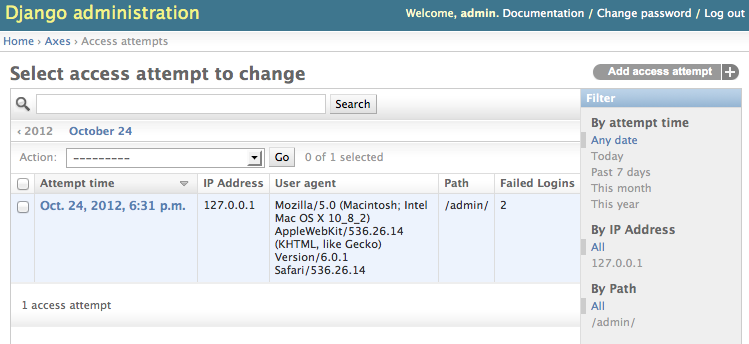 Django administration
Welcome, admin. Documentation / Change password / Log out
Home › Axes › Access attempts
Select access attempt to change
Add access attempt +
Search
‹ 2012 October 24
Action: --------- Go 0 of 1 selected
Attempt time IP Address User agent Path Failed Logins
Oct. 24, 2012, 6:31 p.m. 127.0.0.1 Mozilla/5.0 (Macintosh; Intel /admin/ 2
Mac OS X 10_8_2)
AppleWebKit/536.26.14
(KHTML, like Gecko)
Version/6.0.1
Safari/536.26.14
1 access attempt
Filter
By attempt time
Any date
Today
Past 7 days
This month
This year
By IP Address
All
127.0.0.1
By Path
All
/admin/